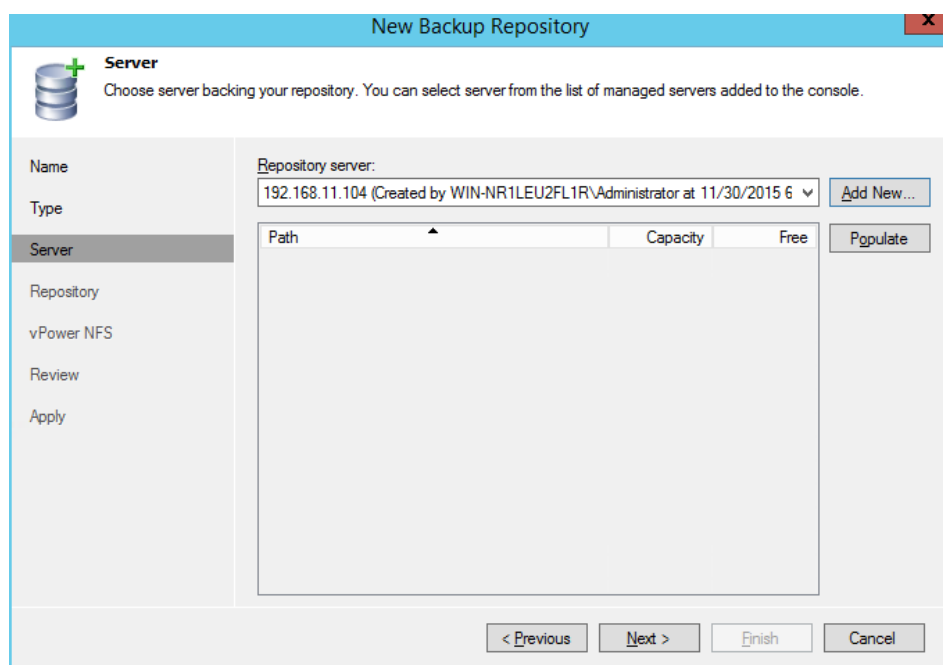 New Backup Repository
x
Server
Choose server backing your repository. You can select server from the list of managed servers added to the console.
Name
Type
Server
Repository
vPower NFS
Review
Apply
Repository server:
192.168.11.104 (Created by WIN-NR1LEU2FL1R\Administrator at 11/30/2015 6
Add New...
Path Capacity Free
Populate
< Previous Next > Finish Cancel